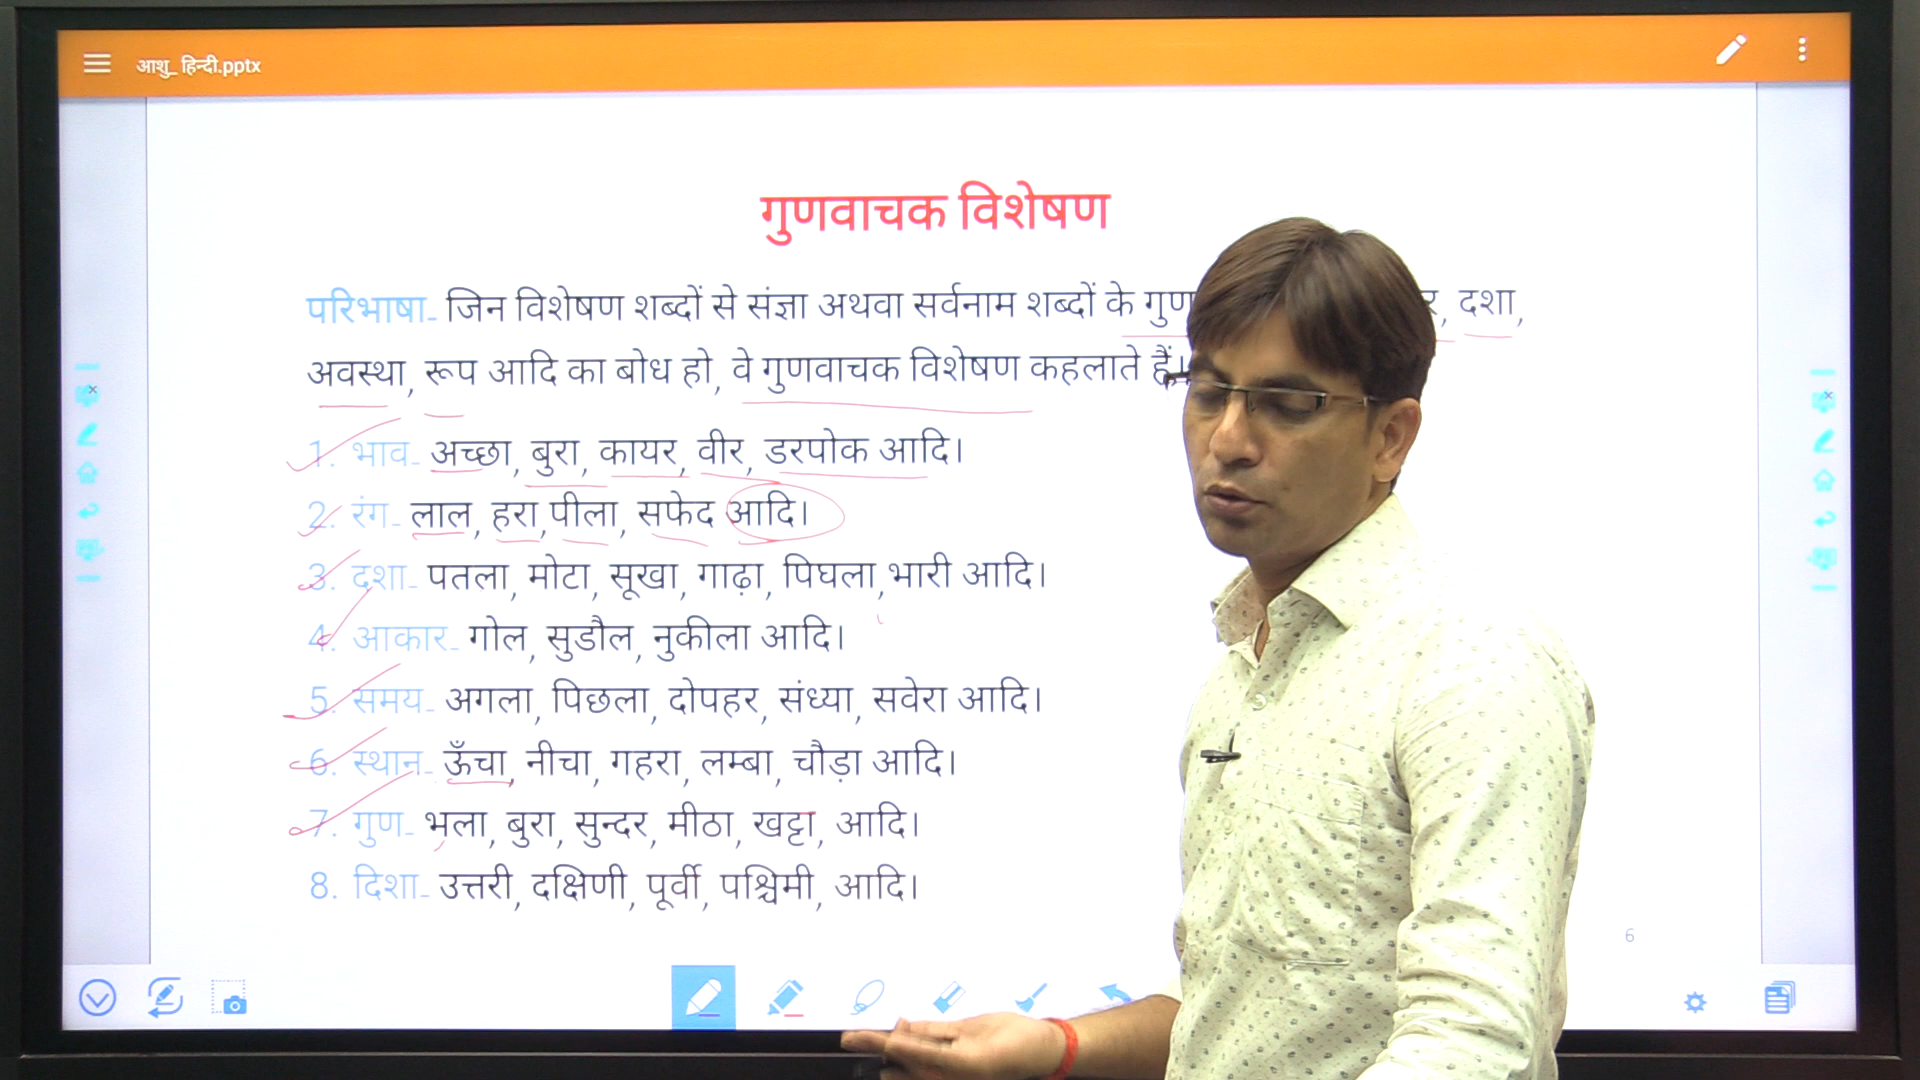 आशु_ हिन्दी.pptx
गुणवाचक विशेषण
परिभाषा- जिन विशेषण शब्दों से संज्ञा अथवा सर्वनाम शब्दों के गुण दशा,
अवस्था, रूप आदि का बोध हो, वे गुणवाचक विशेषण कहलाते हैं।
1. भाव- अच्छा, बुरा, कायर, वीर, डरपोक आदि।
2. रंग- लाल, हरा,पीला, सफेद आदि।
3. दशा- पतला, मोटा, सूखा, गाढ़ा, पिघला,भारी आदि।
4. आकार- गोल, सुडौल, नुकीला आदि।
5. समय- अगला, पिछला, दोपहर, संध्या, सवेरा आदि।
6. स्थान- ऊँचा, नीचा, गहरा, लम्बा, चौड़ा आदि।
7. गुण- भला, बुरा, सुन्दर, मीठा, खट्टा, आदि।
8. दिशा- उत्तरी, दक्षिणी, पूर्वी, पश्चिमी, आदि।
6